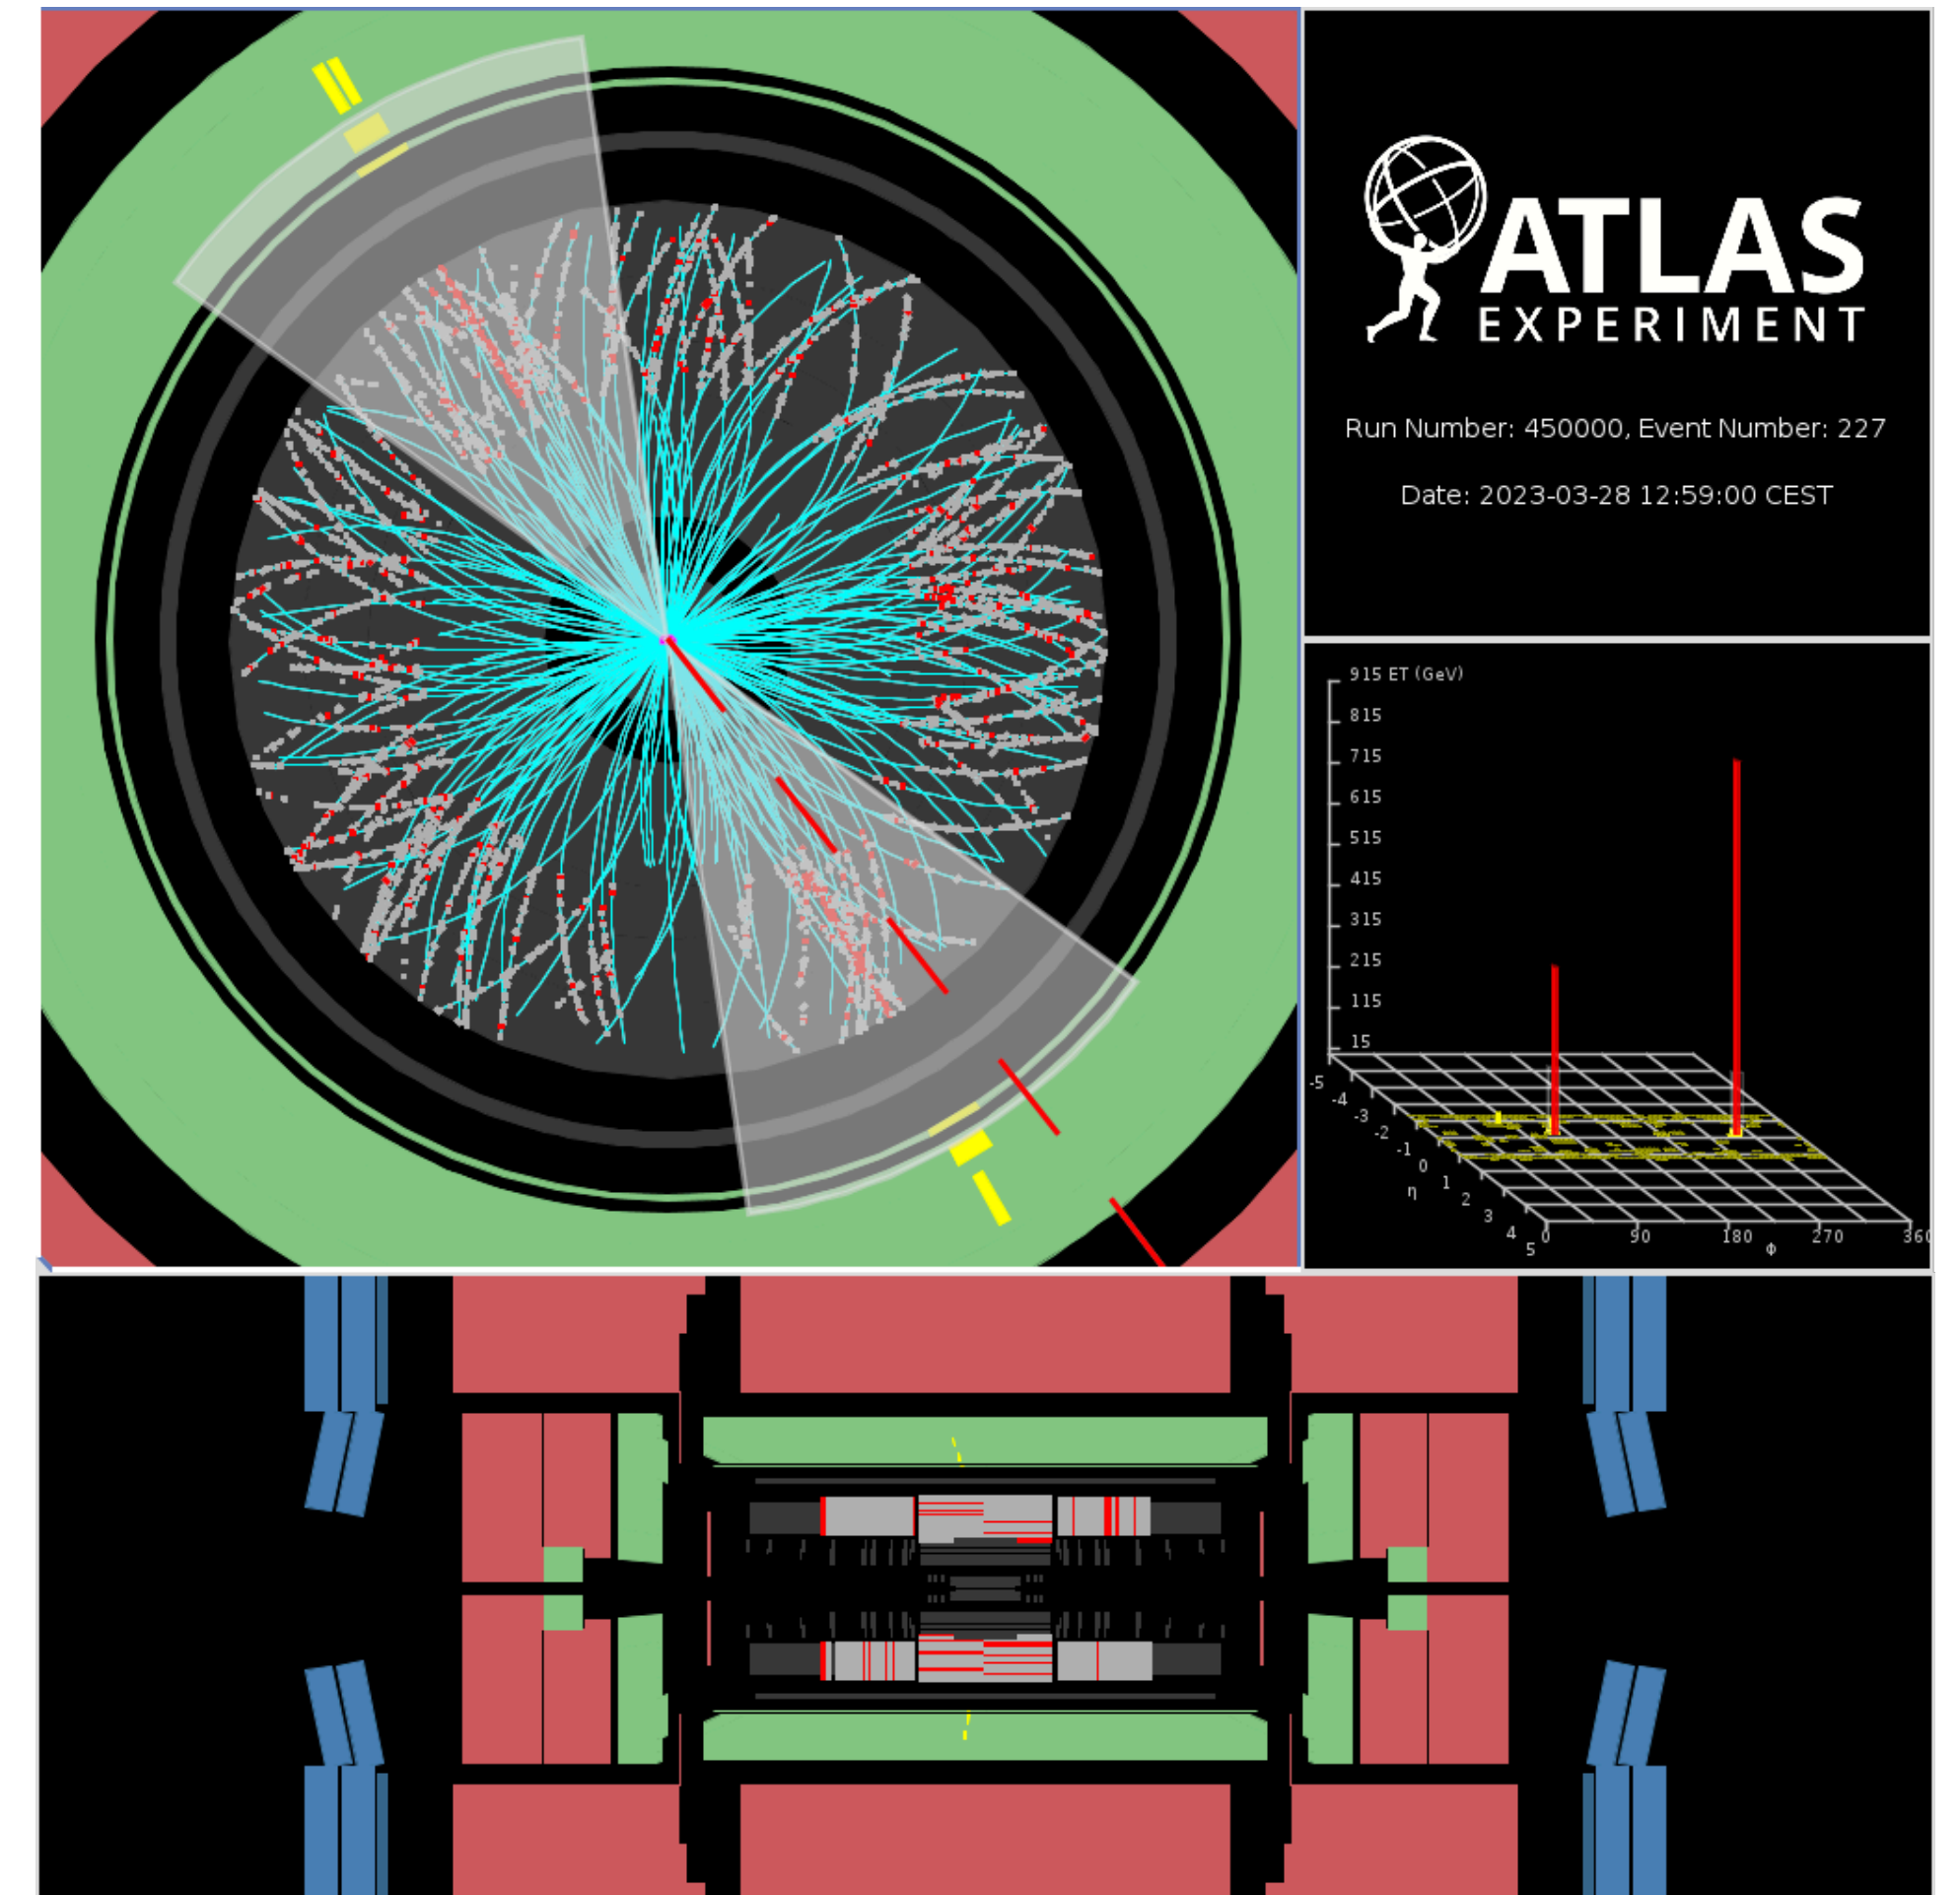 ATLAS
EXPERIMENT
Run Number: 450000, Event Number: 227
Date: 2023-03-28 12:59:00 CEST
915 ET (GeV)
815
715
615
515
415
315
215
115
15
-5
-4
-3
-2
-1
0
1
2
3
4
5
η
0 90 180 270 360
Φ